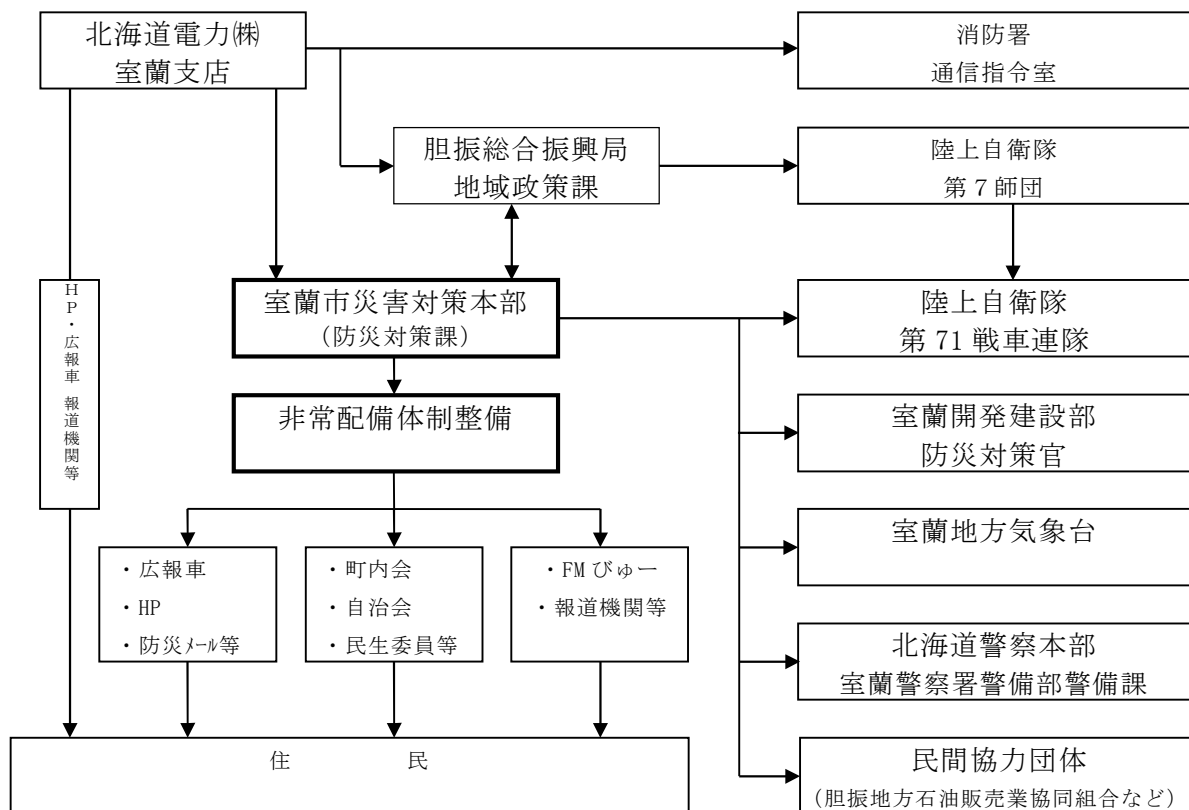 北海道電力㈱
室蘭支店
消防署
通信指令室
胆振総合振興局
地域政策課
陸上自衛隊
第7師団
HP・広報車 報道機関等
室蘭市災害対策本部
(防災対策課)
陸上自衛隊
第 71 戦車連隊
非常配備体制整備
室蘭開発建設部
防災対策官
室蘭地方気象台
・広報車
・HP
・防災ﾒｰﾙ等
・町内会
・自治会
・民生委員等
・FM びゅー
・報道機関等
北海道警察本部
室蘭警察署警備部警備課
住 民
民間協力団体
(胆振地方石油販売業協同組合など)